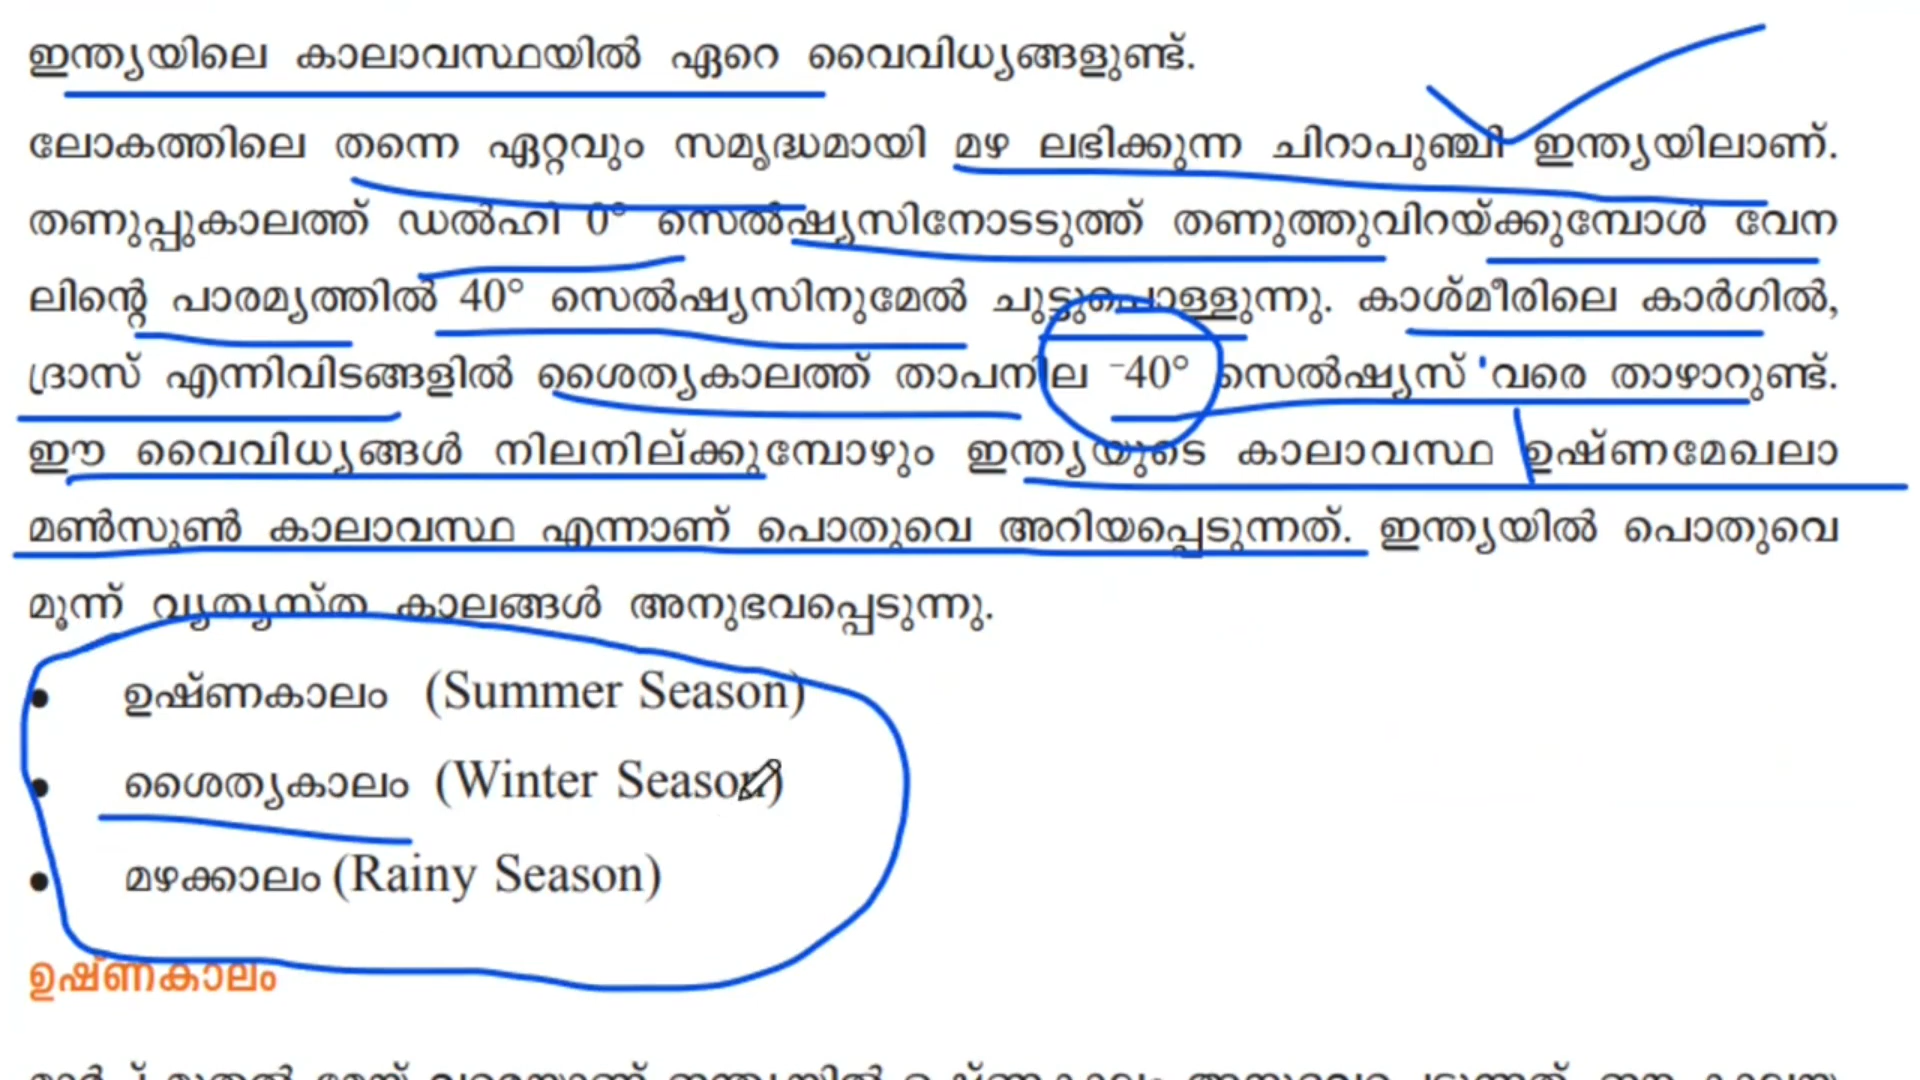 ഇന്ത്യയിലെ കാലാവസ്ഥയിൽ ഏറെ വൈവിധ്യങ്ങളുണ്ട്.
ലോകത്തിലെ തന്നെ ഏറ്റവും സമൃദ്ധമായി മഴ ലഭിക്കുന്ന ചിറാപുഞ്ചി ഇന്ത്യയിലാണ്.
തണുപ്പുകാലത്ത് ഡൽഹി 0° സെൽഷ്യസിനോടടുത്ത് തണുത്തുവിറയ്ക്കുമ്പോൾ വേന
ലിന്റെ പാരമ്യത്തിൽ 40° സെൽഷ്യസിനുമേൽ ചുട്ടുപൊള്ളുന്നു. കാശ്മീരിലെ കാർഗിൽ,
ദ്രാസ് എന്നിവിടങ്ങളിൽ ശൈത്യകാലത്ത് താപനില -40° സെൽഷ്യസ് വരെ താഴാറുണ്ട്.
ഈ വൈവിധ്യങ്ങൾ നിലനില്ക്കുമ്പോഴും ഇന്ത്യയുടെ കാലാവസ്ഥ ഉഷ്ണമേഖലാ
മൺസൂൺ കാലാവസ്ഥ എന്നാണ് പൊതുവെ അറിയപ്പെടുന്നത്. ഇന്ത്യയിൽ പൊതുവെ
മൂന്ന് വ്യത്യസ്ത കാലങ്ങൾ അനുഭവപ്പെടുന്നു.
• ഉഷ്ണകാലം (Summer Season)
• ശൈത്യകാലം (Winter Season)
• മഴക്കാലം (Rainy Season)
ഉഷ്ണകാലം